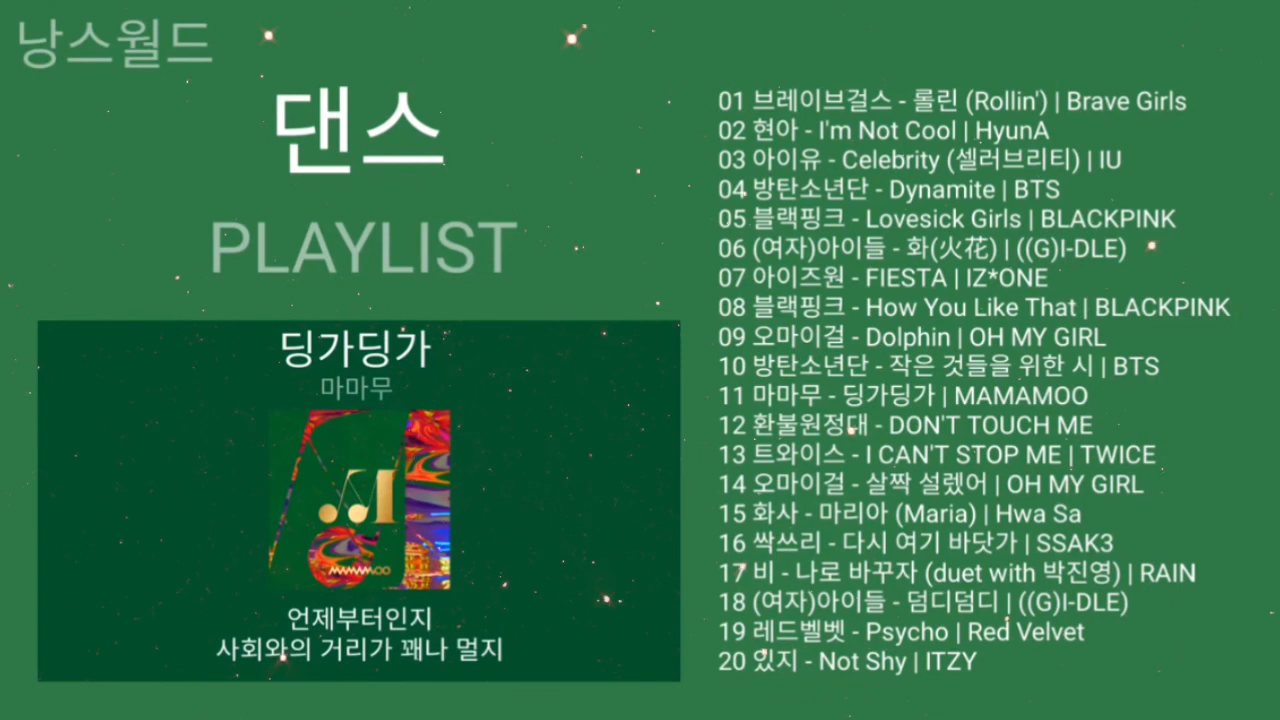 낭스월드
댄스
PLAYLIST
딩가딩가
마마무
MAMAMOO
언제부터인지
사회와의 거리가 꽤나 멀지
01 브레이브걸스 - 롤린 (Rollin') | Brave Girls
02 현아 - I'm Not Cool | HyunA
03 아이유 - Celebrity (셀러브리티) | IU
04 방탄소년단 - Dynamite | BTS
05 블랙핑크 - Lovesick Girls | BLACKPINK
06 (여자)아이들 - 화(火花) | ((G)I-DLE)
07 아이즈원 - FIESTA | IZ*ONE
08 블랙핑크 - How You Like That | BLACKPINK
09 오마이걸 - Dolphin | OH MY GIRL
10 방탄소년단 - 작은 것들을 위한 시 | BTS
11 마마무 - 딩가딩가 | MAMAMOO
12 환불원정대 - DON'T TOUCH ME
13 트와이스 - I CAN'T STOP ME | TWICE
14 오마이걸 - 살짝 설렜어 | OH MY GIRL
15 화사 - 마리아 (Maria) | Hwa Sa
16 싹쓰리 - 다시 여기 바닷가 | SSAK3
17 비 - 나로 바꾸자 (duet with 박진영) | RAIN
18 (여자)아이들 - 덤디덤디 | ((G)I-DLE)
19 레드벨벳 - Psycho | Red Velvet
20 있지 - Not Shy | ITZY